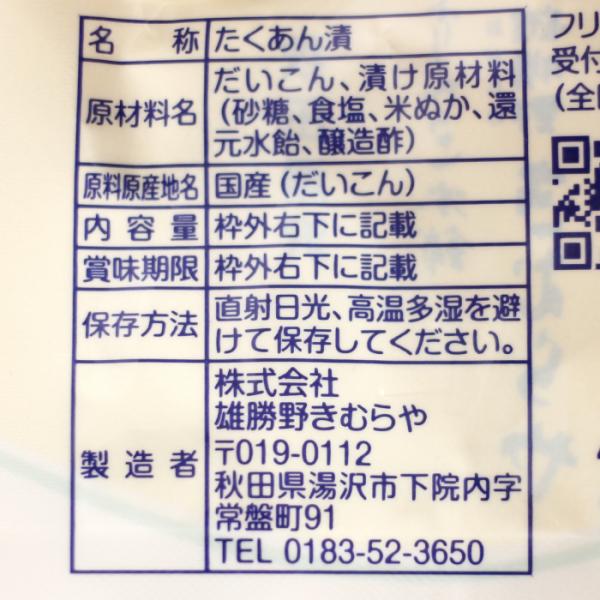 名称 たくあん漬
原材料名 だいこん、漬け原材料
(砂糖、食塩、米ぬか、還
元水飴、醸造酢)
原料原産地名 国産(だいこん)
内容量 枠外右下に記載
賞味期限 枠外右下に記載
保存方法 直射日光、高温多湿を避
けて保存してください。
製造者 株式会社
雄勝野きむらや
〒019-0112
秋田県湯沢市下院内字
常盤町91
TEL 0183-52-3650
フリ
受付
(全